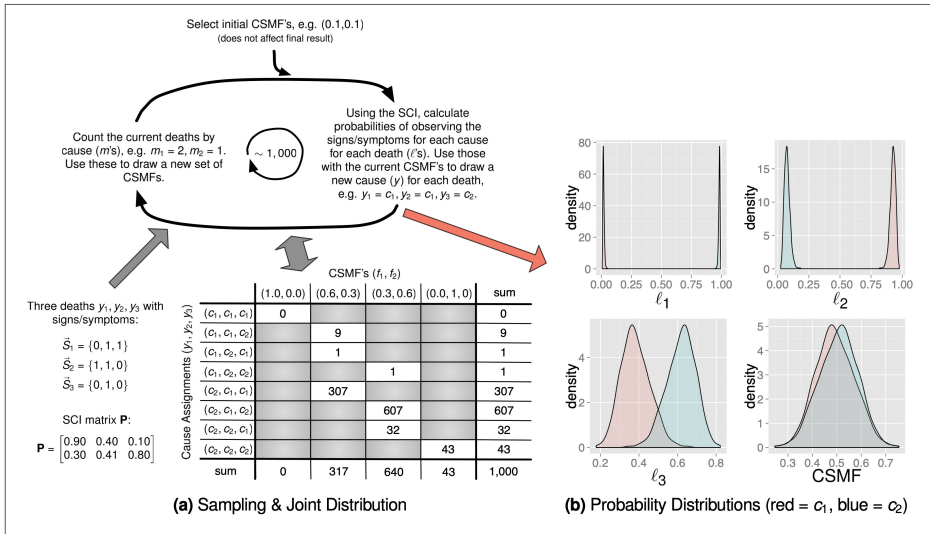 Select initial CSMF's, e.g. (0.1,0.1)
(does not affect final result)
Count the current deaths by
cause (m's), e.g. m₁ = 2, m₂ = 1.
Use these to draw a new set of
CSMFs.
∼ 1,000
Using the SCI, calculate
probabilities of observing the
signs/symptoms for each cause
for each death (ℓ's). Use those
with the current CSMF's to draw a
new cause (y) for each death,
e.g. y₁ = c₁, y₂ = c₁, y₃ = c₂.
Three deaths y₁, y₂, y₃ with
signs/symptoms:
S⃗₁ = {0, 1, 1}
S⃗₂ = {1, 1, 0}
S⃗₃ = {0, 1, 0}
SCI matrix P:
P = [0.90 0.40 0.10
0.30 0.41 0.80]
CSMF's (f₁, f₂)
Cause Assignments (y₁, y₂, y₃)
(1.0, 0.0) (0.6, 0.3) (0.3, 0.6) (0.0, 1, 0) sum
(c₁, c₁, c₁) 0 0
(c₁, c₁, c₂) 9 9
(c₁, c₂, c₁) 1 1
(c₁, c₂, c₂) 1 1
(c₂, c₁, c₁) 307 307
(c₂, c₁, c₂) 607 607
(c₂, c₂, c₁) 32 32
(c₂, c₂, c₂) 43 43
sum 0 317 640 43 1,000
(a) Sampling & Joint Distribution
density
80
60
40
20
0
0.00 0.25 0.50 0.75 1.00
ℓ₁
density
15
10
5
0
0.00 0.25 0.50 0.75 1.00
ℓ₂
density
4
2
0
0.2 0.4 0.6 0.8
ℓ₃
density
5
4
3
2
1
0
0.3 0.4 0.5 0.6 0.7
CSMF
(b) Probability Distributions (red = c₁, blue = c₂)